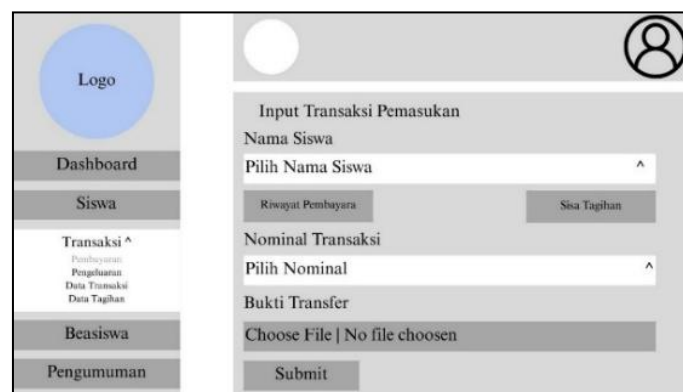 Logo
Dashboard
Siswa
Transaksi ^
Pembayaran
Pengeluaran
Data Transaksi
Data Tagihan
Beasiswa
Pengumuman
Input Transaksi Pemasukan
Nama Siswa
Pilih Nama Siswa ^
Riwayat Pembayara
Sisa Tagihan
Nominal Transaksi
Pilih Nominal ^
Bukti Transfer
Choose File | No file choosen
Submit